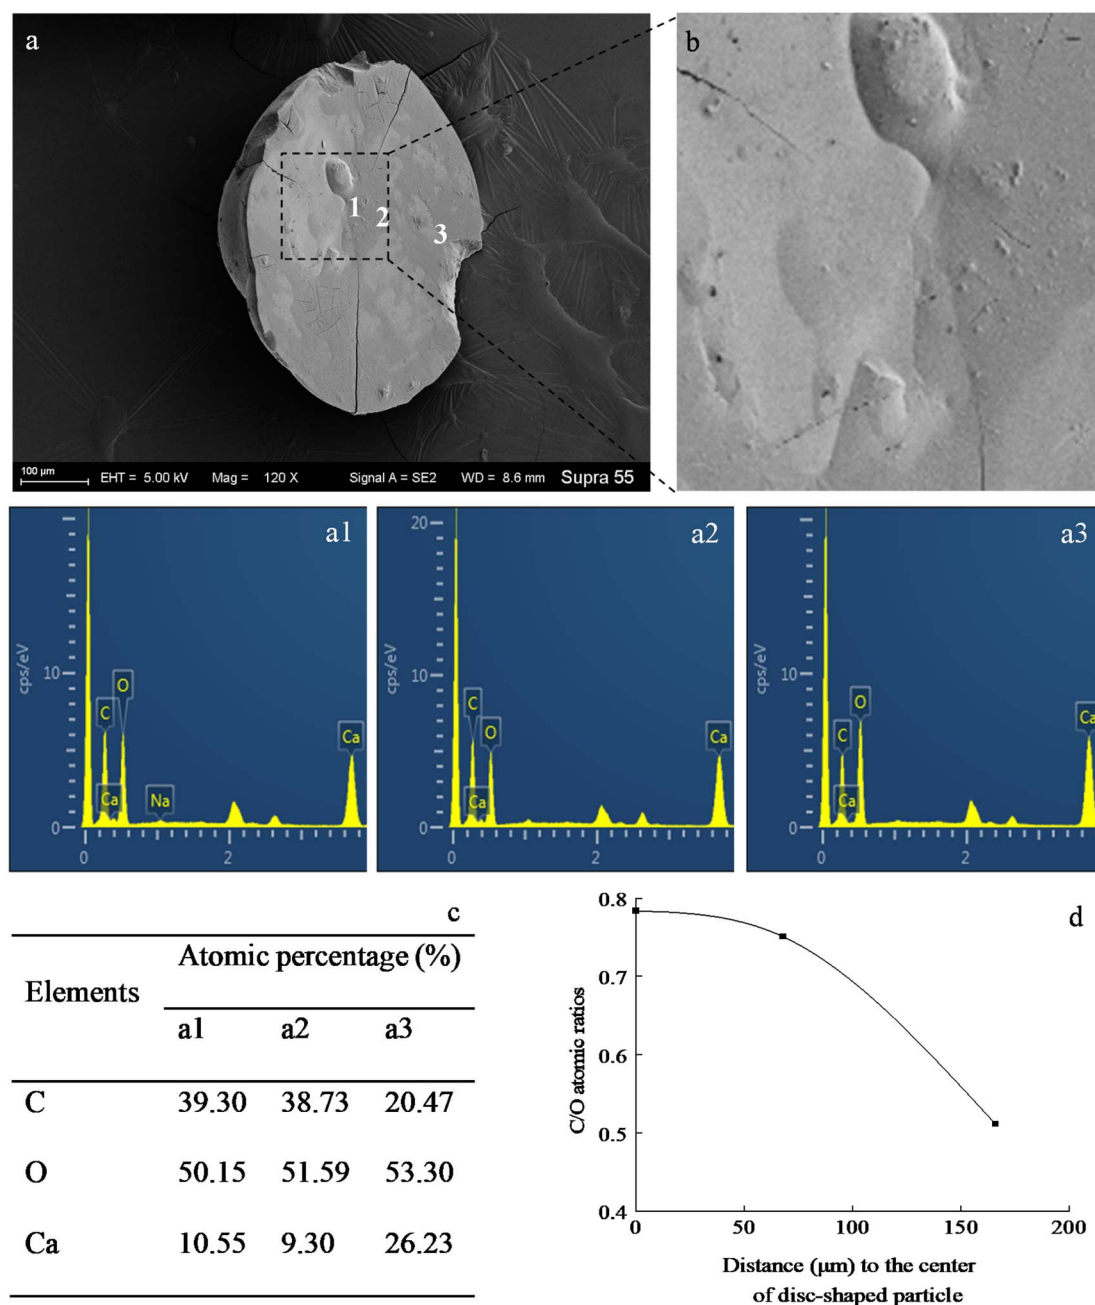 a
b
1
2
3
100 µm
EHT = 5.00 kV Mag = 120 X Signal A = SE2 WD = 8.6 mm Supra 55
a1
cps/eV
10
0
C
O
Ca
Na
Ca
0 2
a2
cps/eV
20
10
0
C
O
Ca
Ca
0 2
a3
cps/eV
10
0
C
O
Ca
Ca
0 2
c
Atomic percentage (%)
Elements
a1 a2 a3
C 39.30 38.73 20.47
O 50.15 51.59 53.30
Ca 10.55 9.30 26.23
d
C/O atomic ratios
0.8
0.7
0.6
0.5
0.4
0 50 100 150 200
Distance (µm) to the center
of disc-shaped particle